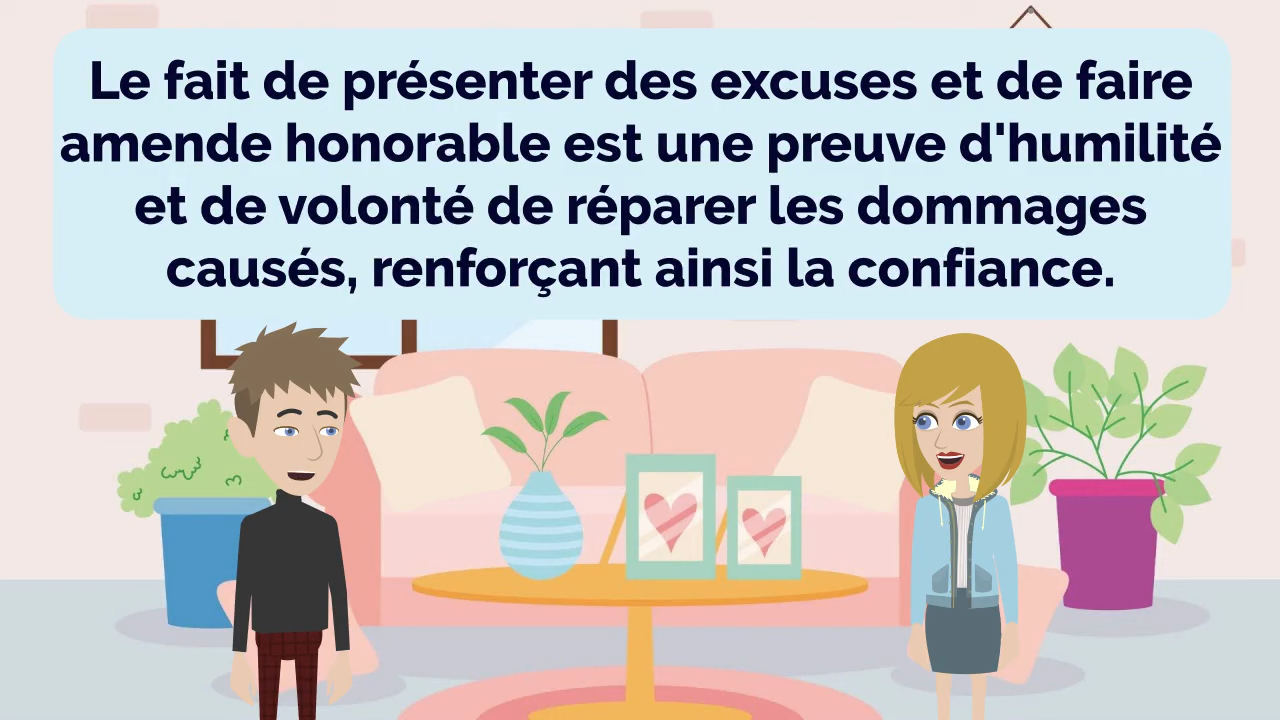 Le fait de présenter des excuses et de faire
amende honorable est une preuve d'humilité
et de volonté de réparer les dommages
causés, renforçant ainsi la confiance.